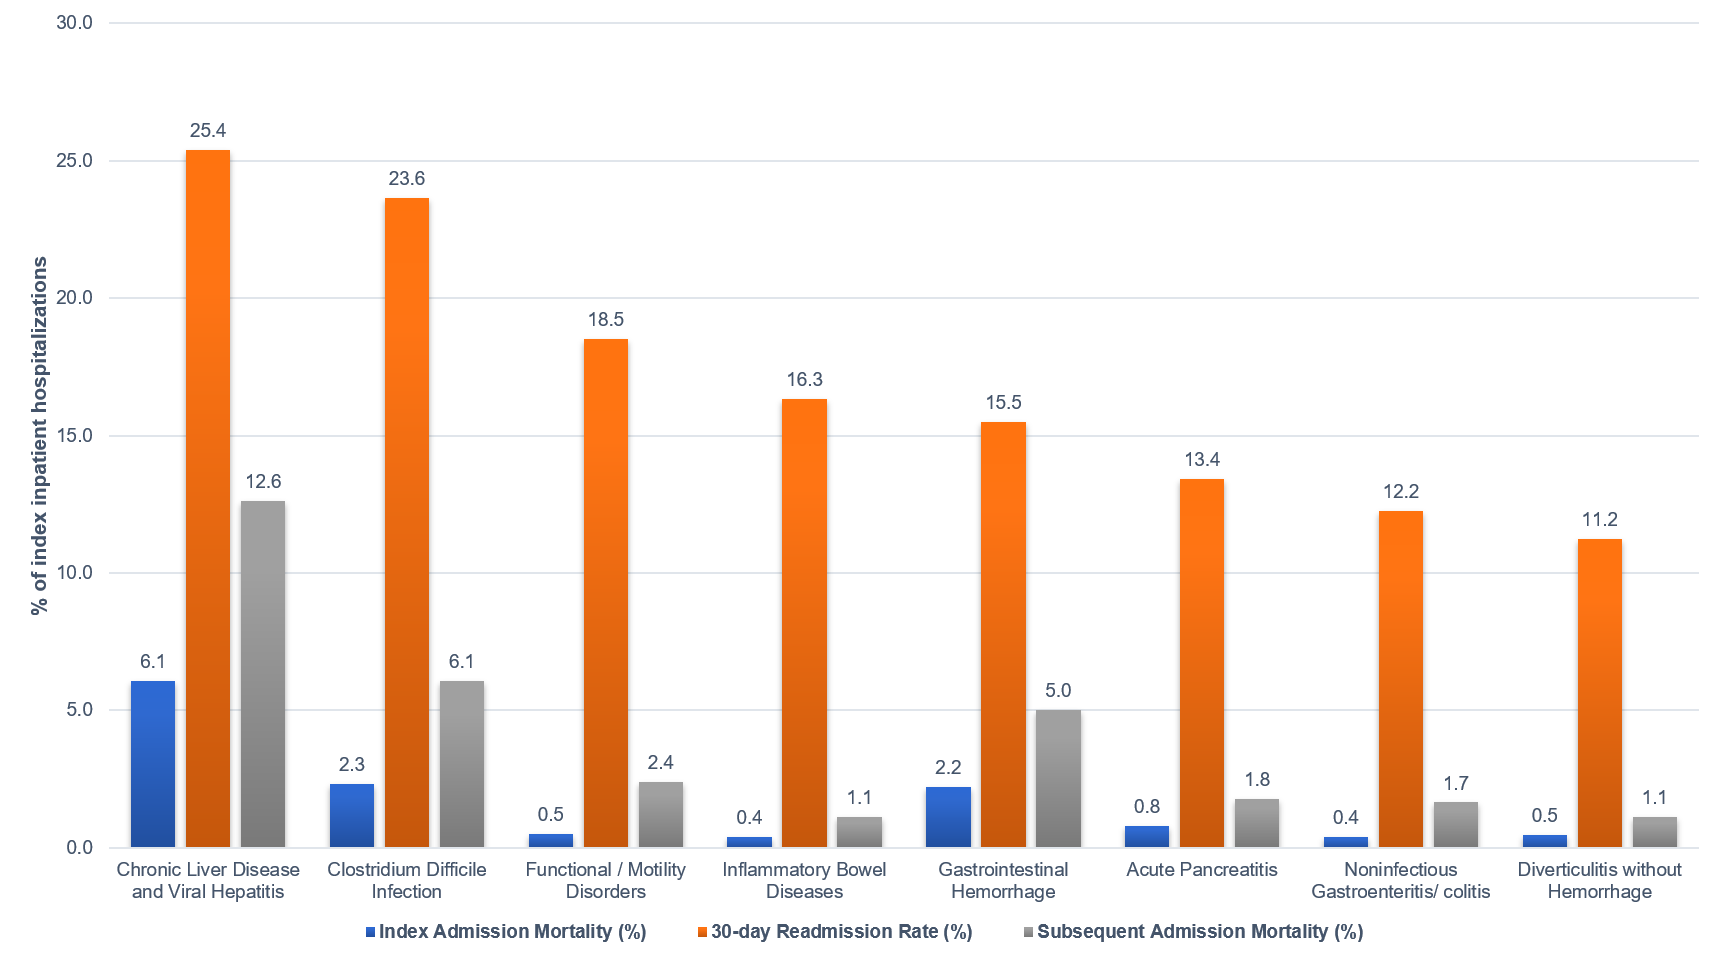 % of index inpatient hospitalizations
30.0
25.0
20.0
15.0
10.0
5.0
0.0
6.1
25.4
12.6
2.3
23.6
6.1
0.5
18.5
2.4
0.4
16.3
1.1
2.2
15.5
5.0
0.8
13.4
1.8
0.4
12.2
1.7
0.5
11.2
1.1
Chronic Liver Disease
and Viral Hepatitis
Clostridium Difficile
Infection
Functional / Motility
Disorders
Inflammatory Bowel
Diseases
Gastrointestinal
Hemorrhage
Acute Pancreatitis
Noninfectious
Gastroenteritis/ colitis
Diverticulitis without
Hemorrhage
Index Admission Mortality (%)
30-day Readmission Rate (%)
Subsequent Admission Mortality (%)